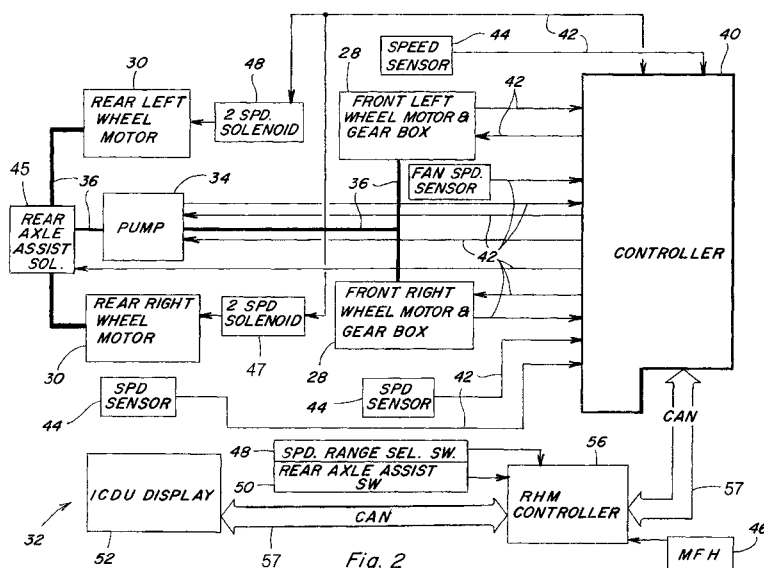 44
42
40
SPEED
SENSOR
30
48
28
REAR LEFT
WHEEL
MOTOR
2 SPD.
SOLENOID
FRONT LEFT
WHEEL MOTOR &
GEAR BOX
42
45
34
36
36
FAN SPD.
SENSOR
36
REAR
AXLE
ASSIST
SOL.
PUMP
42
42
CONTROLLER
REAR RIGHT
WHEEL
MOTOR
2 SPD
SOLENOID
FRONT RIGHT
WHEEL MOTOR &
GEAR BOX
30
47
28
42
SPD
SENSOR
44
SPD
SENSOR
44
42
CAN
48
SPD. RANGE SEL. SW.
56
REAR AXLE ASSIST
SW
50
ICDU DISPLAY
RHM
CONTROLLER
57
CAN
32
52
57
MFH
46
Fig. 2